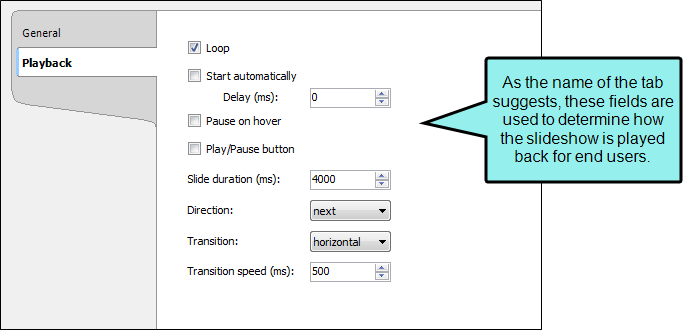 General
Playback
Loop
Start automatically
Delay (ms): 0
Pause on hover
Play/Pause button
Slide duration (ms): 4000
Direction: next
Transition: horizontal
Transition speed (ms): 500
As the name of the tab
suggests, these fields are
used to determine how
the slideshow is played
back for end users.